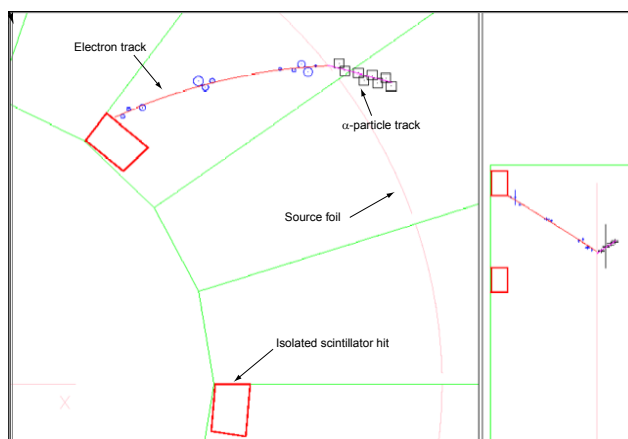 Electron track
α-particle track
Source foil
Isolated scintillator hit
X